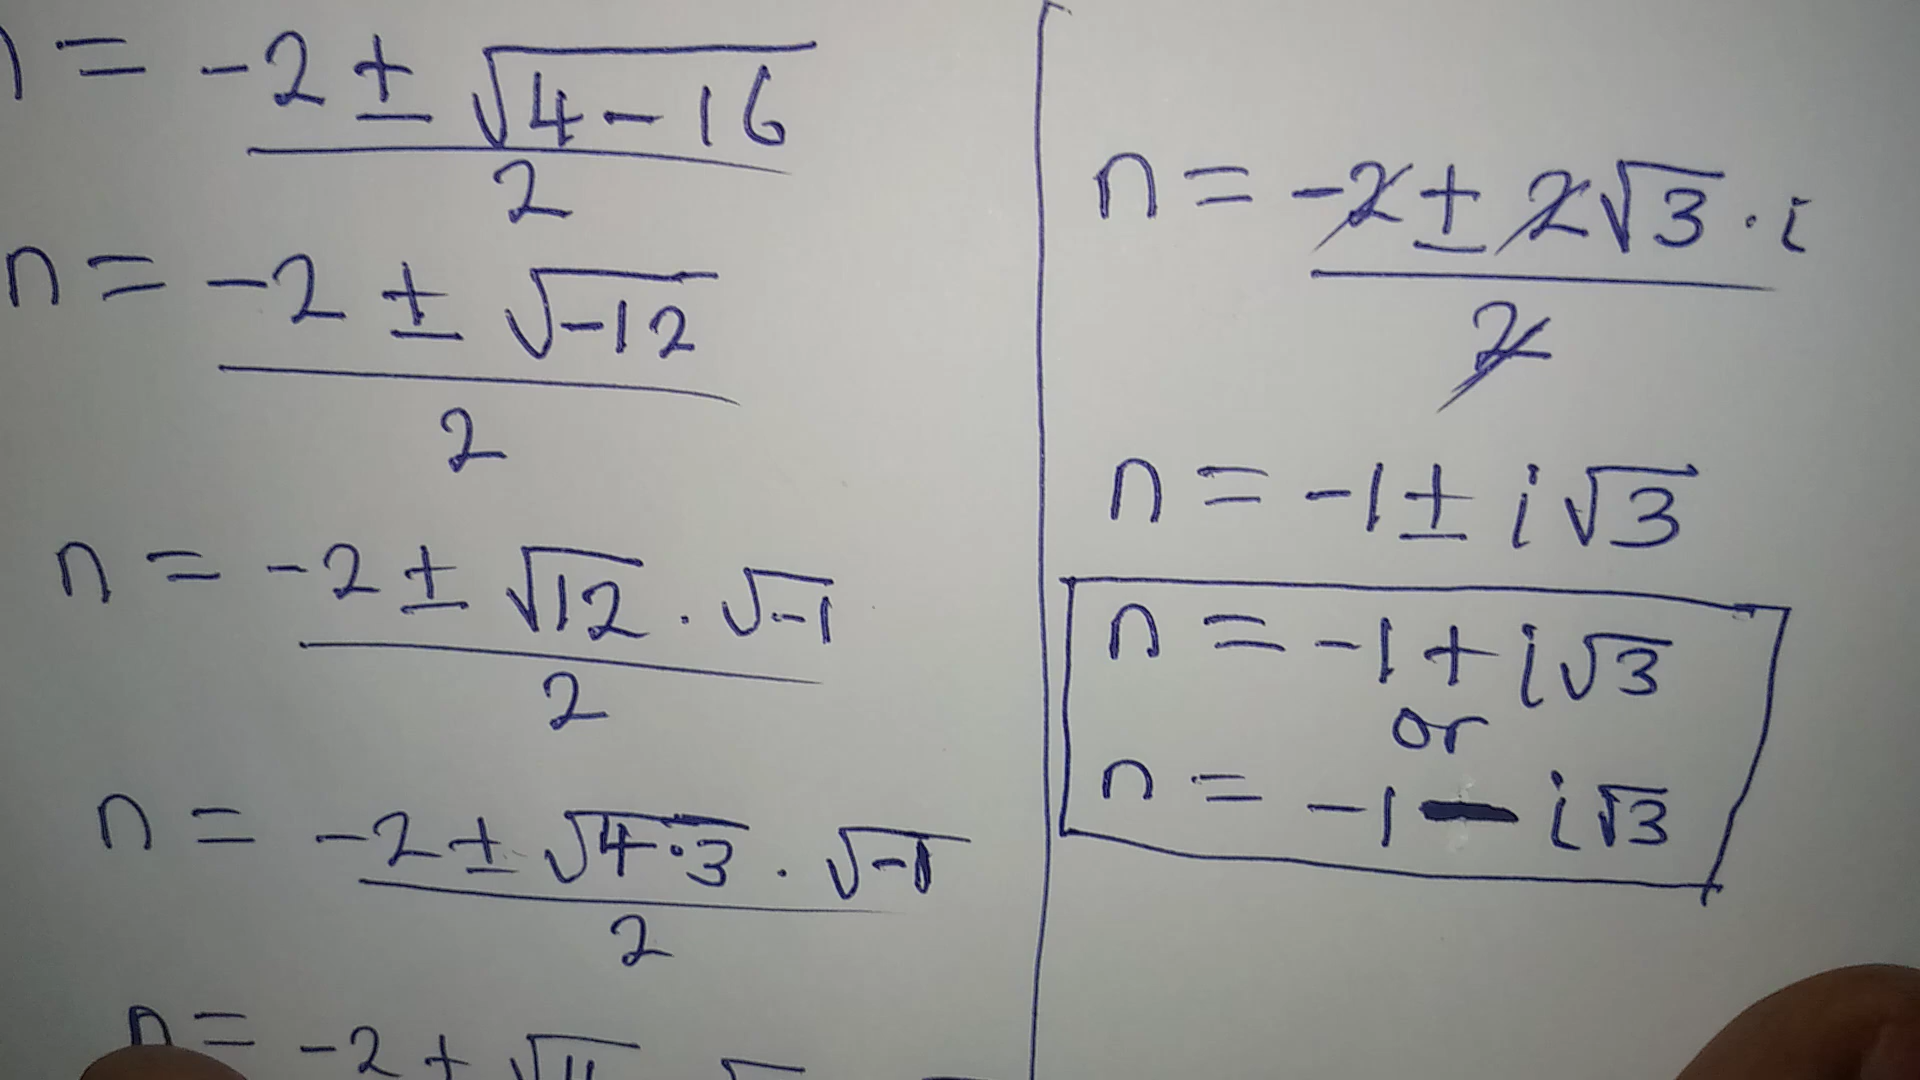 n = -2 ± √4-16
2
n = -2 ± √-12
2
n = -2 ± √12 . √-1
2
n = -2 ± √4·3 . √-1
2
n = -2 ±
n = -2 ± 2√3 · i
2
n = -1 ± i√3
n = -1 + i√3
or
n = -1 - i√3